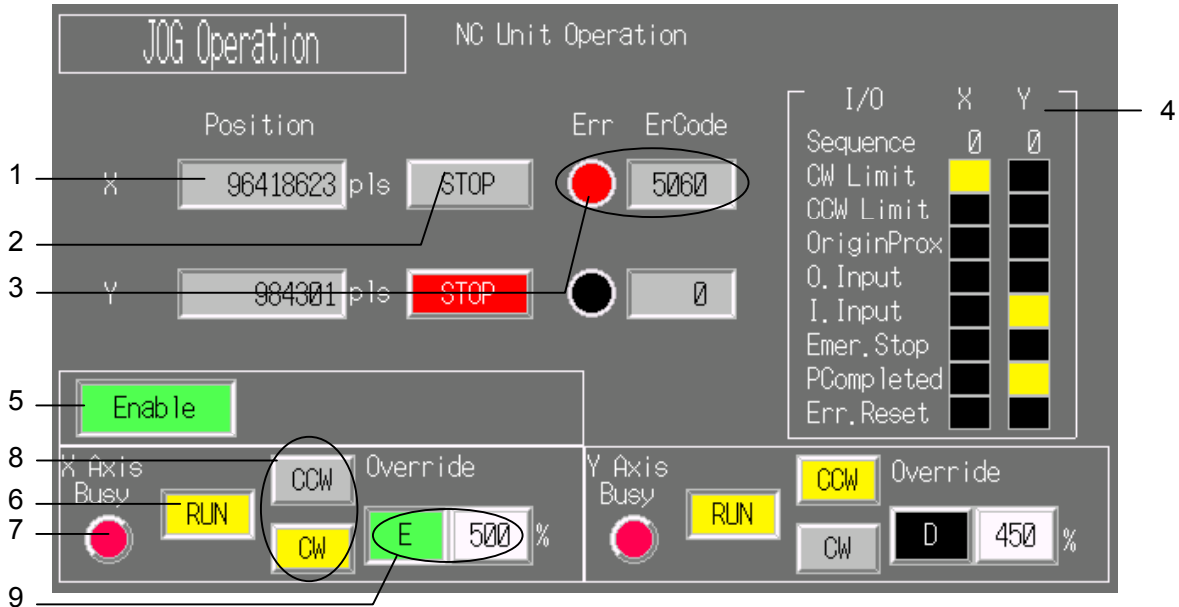 JOG Operation
NC Unit Operation
I/O X Y
4
Position
Err ErCode
Sequence 0 0
1
X 96418623 pls STOP 5060
CW Limit
CCW Limit
2
OriginProx
3
Y 984301 pls STOP 0
O.Input
I.Input
Emer.Stop
PCompleted
Err.Reset
5
Enable
8
X Axis
Busy
CCW
Override
6
RUN
7
CW
E 500 %
Y Axis
Busy
RUN
CCW
Override
CW
D 450 %
9